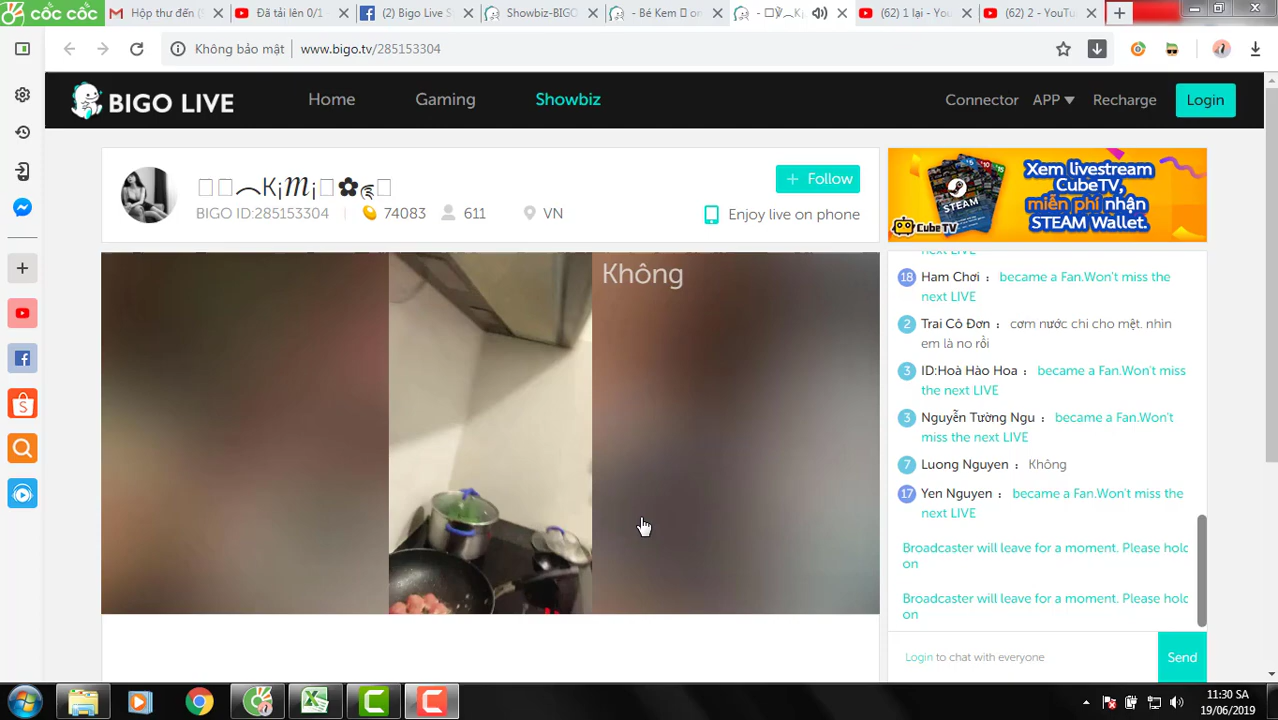 cốc cốc
Hộp thư đến (
Đã tải lên 0/1
(2) Bigo Live S
Showbiz-BIGO
- Bé Kem
on
(62) 1 lại - You
(62) 2 - YouTu
Không bảo mật
www.bigo.tv/285153304
BIGO LIVE
Home
Gaming
Showbiz
Connector
APP
Recharge
Login
BIGO ID:285153304
74083
611
VN
+ Follow
Enjoy live on phone
Xem livestream
CubeTV,
miễn phí nhận
STEAM Wallet.
STEAM
CubeTV
Không
next LIVE
18 Ham Chơi : became a Fan.Won't miss the
next LIVE
2 Trai Cô Đơn : cơm nước chi cho mệt. nhìn
em là no rồi
3 ID:Hoà Hào Hoa : became a Fan.Won't miss
the next LIVE
3 Nguyễn Tường Ngu : became a Fan.Won't
miss the next LIVE
7 Luong Nguyen : Không
17 Yen Nguyen : became a Fan.Won't miss the
next LIVE
Broadcaster will leave for a moment. Please hold
on
Broadcaster will leave for a moment. Please hold
on
Login to chat with everyone
Send
11:30 SA
19/06/2019